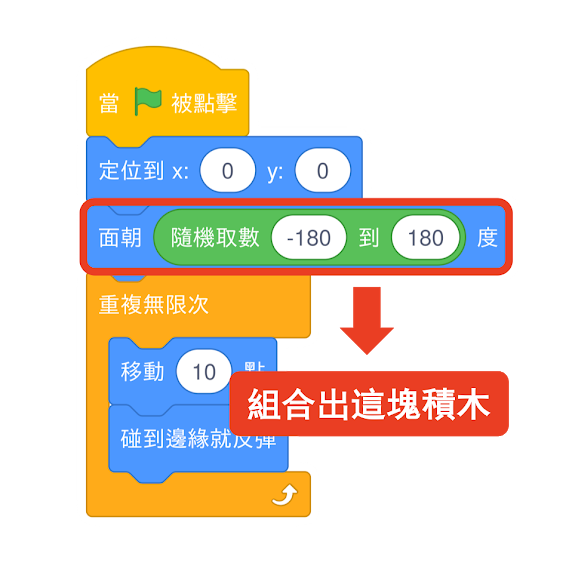 當 被點擊
定位到 x: 0 y: 0
面朝 隨機取數 -180 到 180 度
重複無限次
移動 10 點
組合出這塊積木
碰到邊緣就反彈